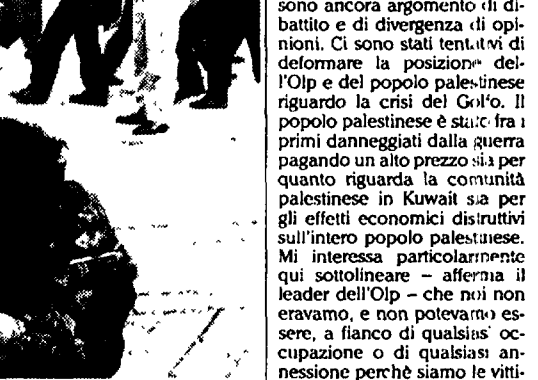 sono ancora argomento di di-
battito e di divergenza di opi-
nioni. Ci sono stati tentativi di
deformare la posizione del-
l'Olp e del popolo palestinese
riguardo la crisi del Golfo. Il
popolo palestinese è stato fra i
primi danneggiati dalla guerra
pagando un alto prezzo sia per
quanto riguarda la comunità
palestinese in Kuwait sia per
gli effetti economici distruttivi
sull'intero popolo palestinese.
Mi interessa particolarmente
qui sottolineare – afferma il
leader dell'Olp – che noi non
eravamo, e non potevamo es-
sere, a fianco di qualsiasi oc-
cupazione o di qualsiasi an-
nessione perchè siamo le vitti-